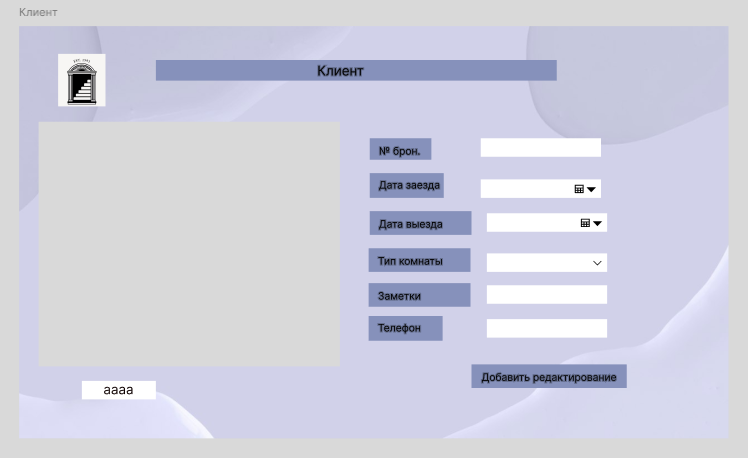 Клиент
Клиент
№ брон.
Дата заезда
Дата выезда
Тип комнаты
Заметки
Телефон
Добавить редактирование
аааа